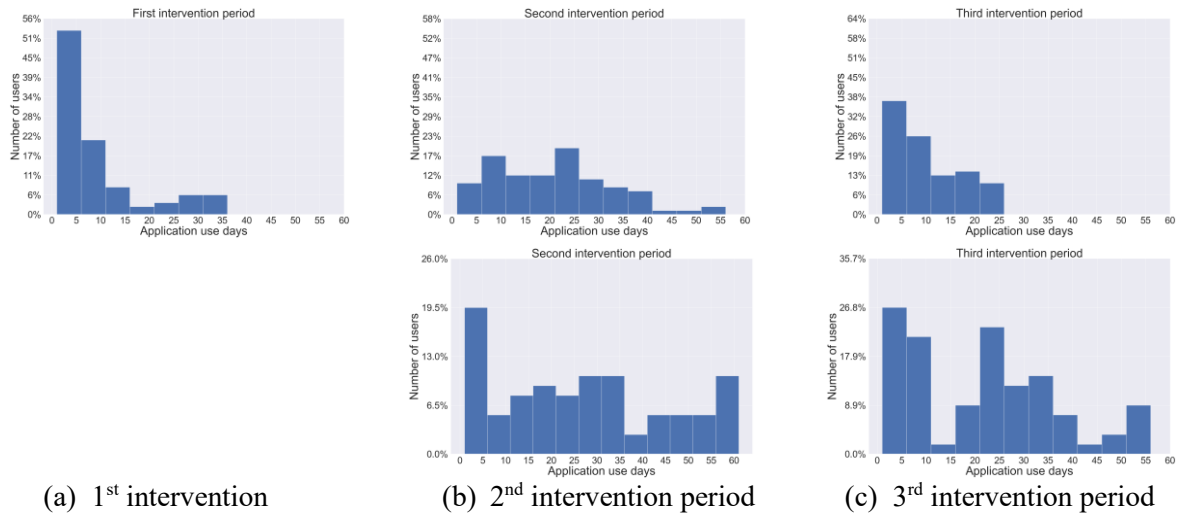 First intervention period
56%
51%
45%
39%
34%
28%
22%
17%
11%
6%
0%
Number of users
0 5 10 15 20 25 30 35 40 45 50 55 60
Application use days
Second intervention period
58%
52%
47%
41%
35%
29%
23%
17%
12%
6%
0%
Number of users
0 5 10 15 20 25 30 35 40 45 50 55 60
Application use days
Third intervention period
64%
58%
51%
45%
38%
32%
26%
19%
13%
6%
0%
Number of users
0 5 10 15 20 25 30 35 40 45 50 55 60
Application use days
Second intervention period
26.0%
19.5%
13.0%
6.5%
0.0%
Number of users
0 5 10 15 20 25 30 35 40 45 50 55 60
Application use days
Third intervention period
35.7%
26.8%
17.9%
8.9%
0.0%
Number of users
0 5 10 15 20 25 30 35 40 45 50 55 60
Application use days
(a) 1st intervention
(b) 2nd intervention period
(c) 3rd intervention period